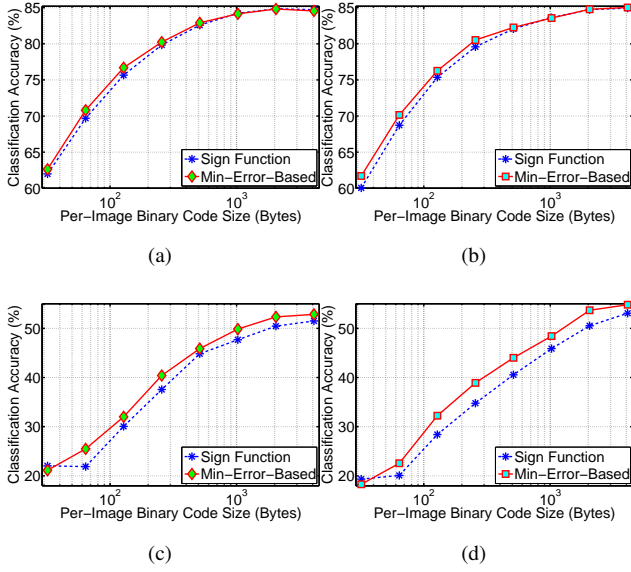 Classification Accuracy (%)
85
80
75
70
65
60
Sign Function
Min−Error−Based
10^2
10^3
Per−Image Binary Code Size (Bytes)
(a)
Classification Accuracy (%)
85
80
75
70
65
60
Sign Function
Min−Error−Based
10^2
10^3
Per−Image Binary Code Size (Bytes)
(b)
Classification Accuracy (%)
50
40
30
20
Sign Function
Min−Error−Based
10^2
10^3
Per−Image Binary Code Size (Bytes)
(c)
Classification Accuracy (%)
50
40
30
20
Sign Function
Min−Error−Based
10^2
10^3
Per−Image Binary Code Size (Bytes)
(d)